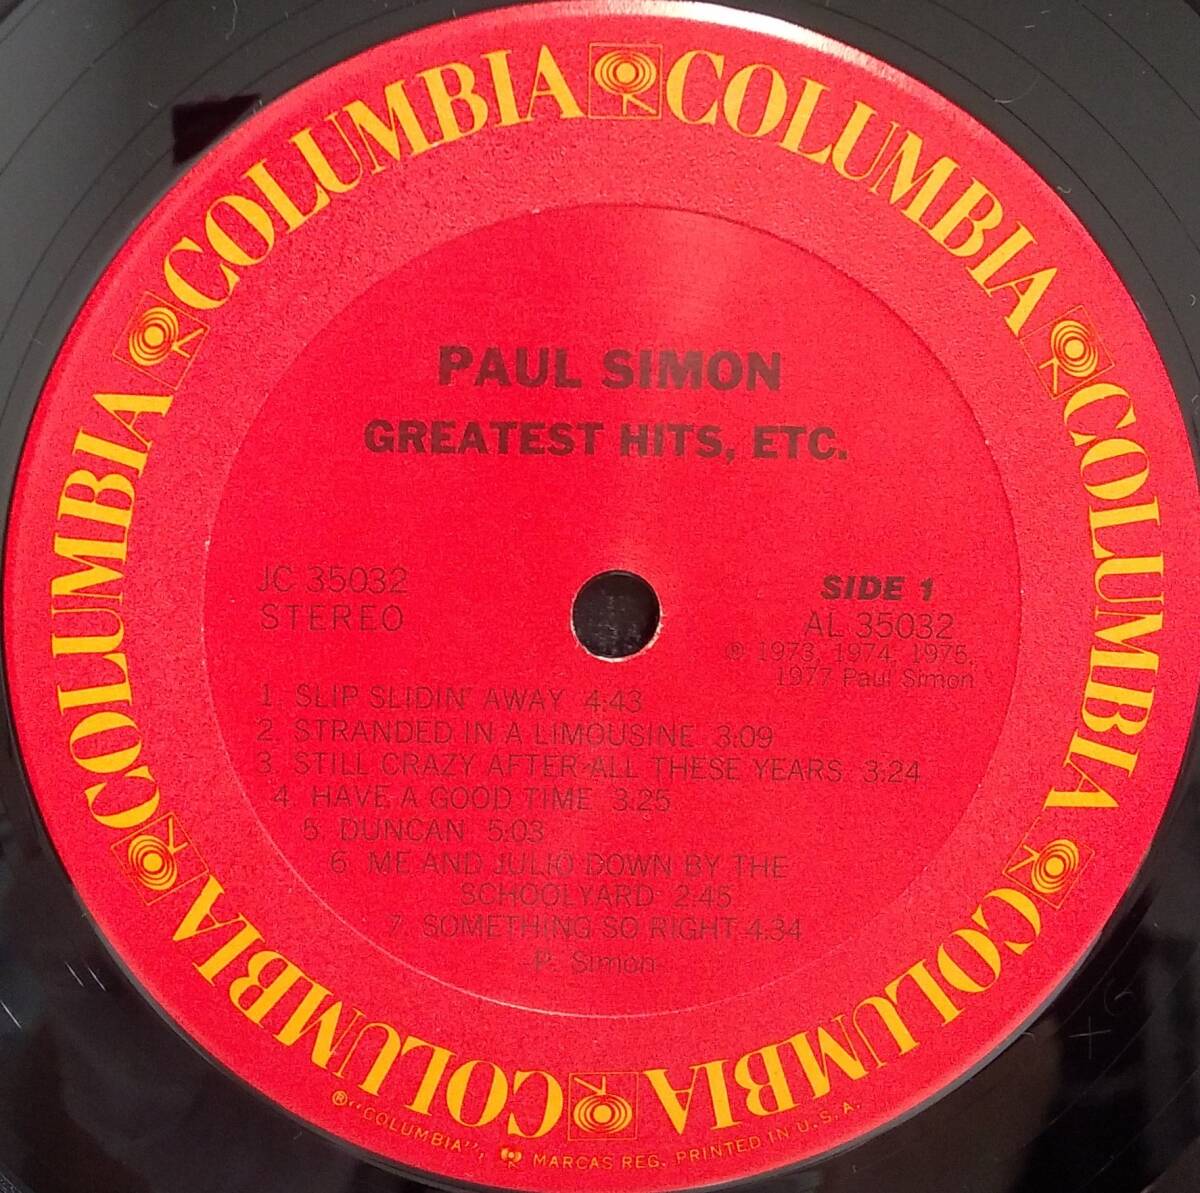 COLUMBIA COLUMBIA COLUMBIA COLUMBIA COLUMBIA COLUMBIA COLUMBIA COLUMBIA
PAUL SIMON
GREATEST HITS, ETC.
JC 35032
STEREO
SIDE 1
AL 35032
℗ 1973, 1974, 1975,
1977 Paul Simon
1. SLIP SLIDIN' AWAY 4:43
2. STRANDED IN A LIMOUSINE 3:09
3. STILL CRAZY AFTER ALL THESE YEARS 3:24
4. HAVE A GOOD TIME 3:25
5. DUNCAN 5:03
6. ME AND JULIO DOWN BY THE
SCHOOLYARD 2:45
7. SOMETHING SO RIGHT 4:34
-P. Simon-
®"COLUMBIA", MARCAS REG. PRINTED IN U.S.A.